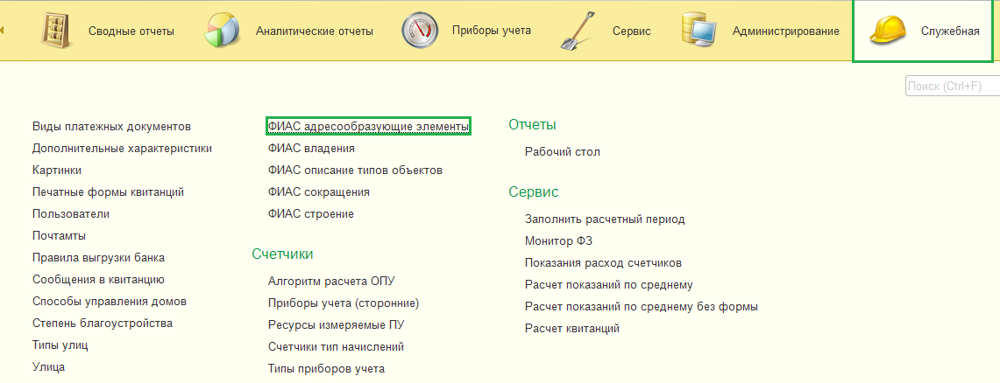 Сводные отчеты
Аналитические отчеты
Приборы учета
Сервис
Администрирование
Служебная
Поиск (Ctrl+F)
Виды платежных документов
Дополнительные характеристики
Картинки
Печатные формы квитанций
Пользователи
Почтамты
Правила выгрузки банка
Сообщения в квитанцию
Способы управления домов
Степень благоустройства
Типы улиц
Улица
ФИАС адресообразующие элементы
ФИАС владения
ФИАС описание типов объектов
ФИАС сокращения
ФИАС строение
Счетчики
Алгоритм расчета ОПУ
Приборы учета (сторонние)
Ресурсы измеряемые ПУ
Счетчики тип начислений
Типы приборов учета
Отчеты
Рабочий стол
Сервис
Заполнить расчетный период
Монитор ФЗ
Показания расход счетчиков
Расчет показаний по среднему
Расчет показаний по среднему без формы
Расчет квитанций